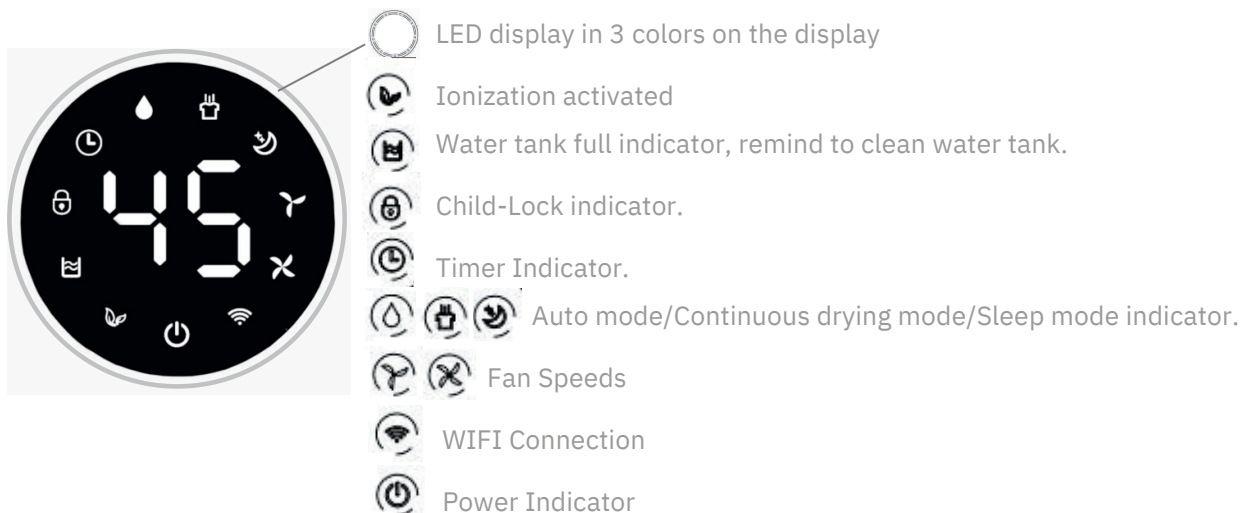 LED display in 3 colors on the display
Ionization activated
Water tank full indicator, remind to clean water tank.
Child-Lock indicator.
Timer Indicator.
Auto mode/Continuous drying mode/Sleep mode indicator.
Fan Speeds
WIFI Connection
Power Indicator
45